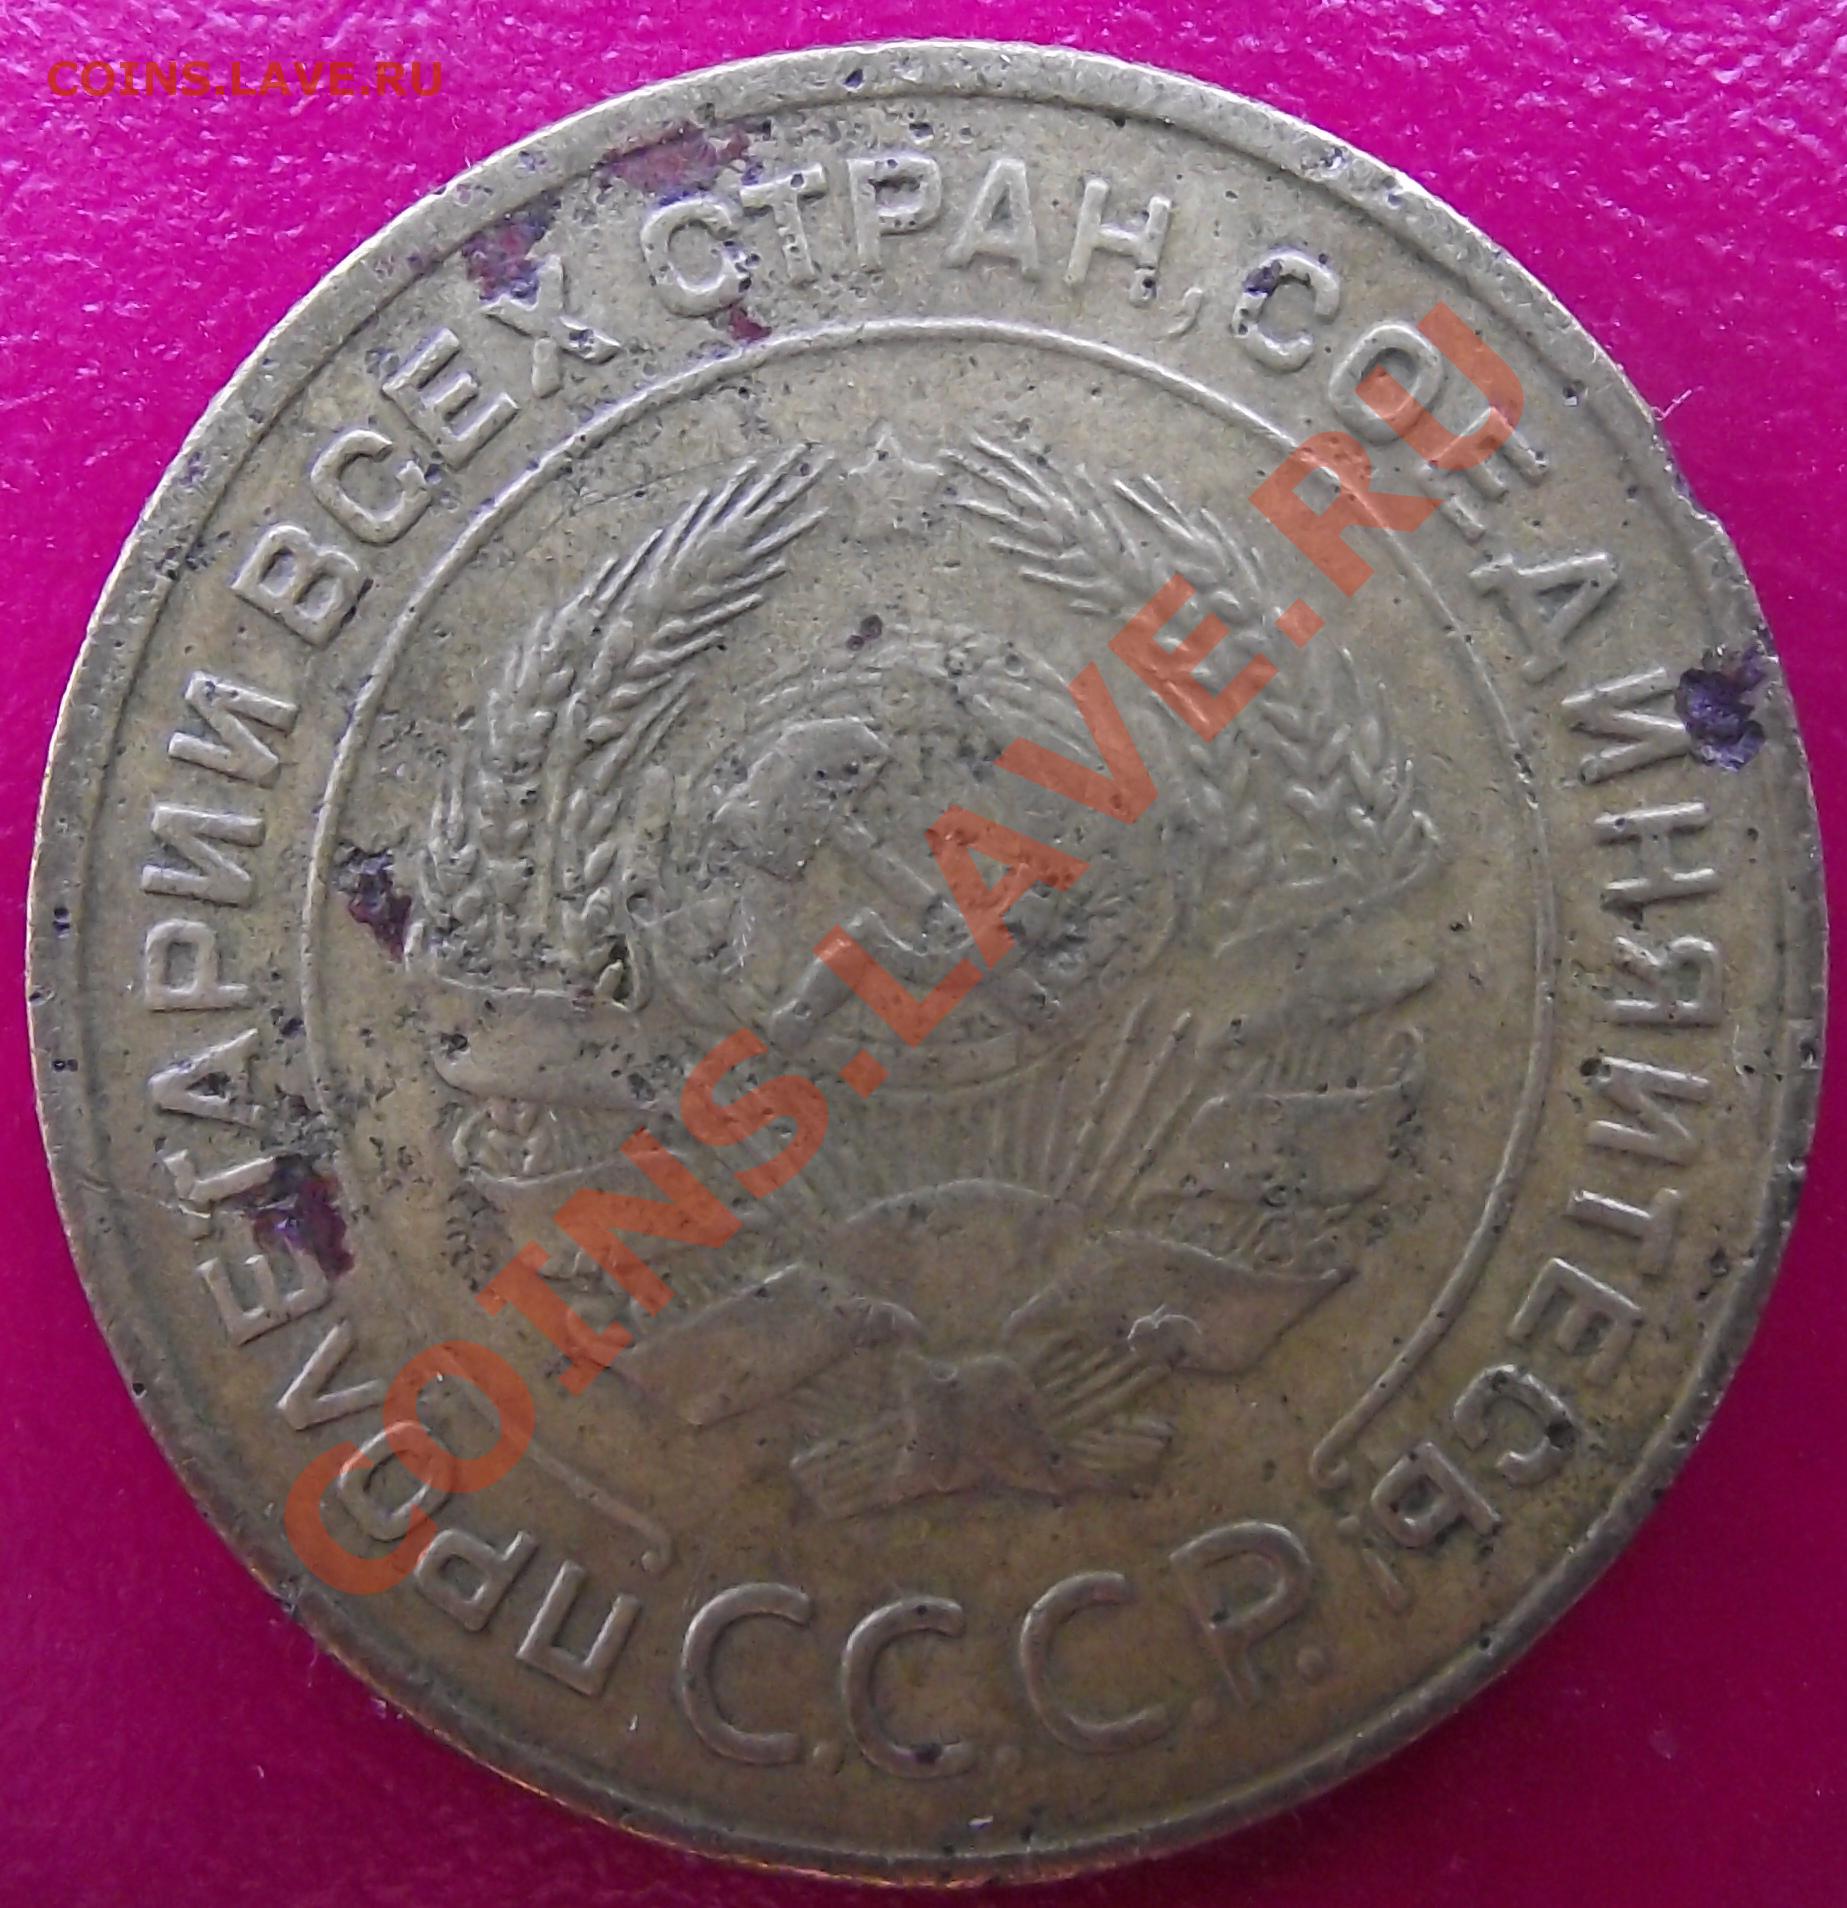 COINS.LAVE.RU
ПРОЛЕТАРИИ ВСЕХ СТРАН, СОЕДИНЯЙТЕСЬ!
С.С.С.Р.
COINS.LAVE.RU